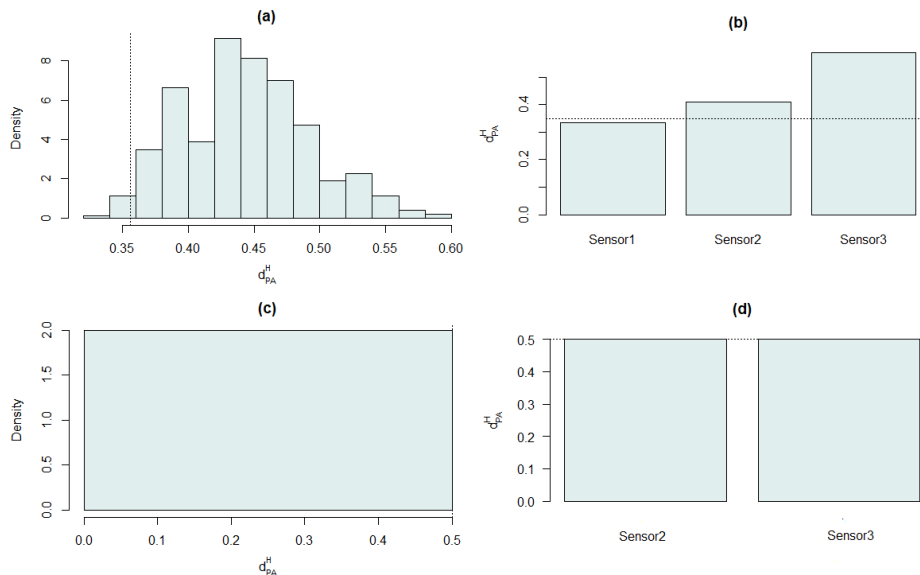 (a)
Density
0 2 4 6 8
0.35 0.40 0.45 0.50 0.55 0.60
d^H_PA
(b)
d^H_PA
0.0 0.2 0.4
Sensor1 Sensor2 Sensor3
(c)
Density
0.0 0.5 1.0 1.5 2.0
0.0 0.1 0.2 0.3 0.4 0.5
d^H_PA
(d)
d^H_PA
0.0 0.1 0.2 0.3 0.4 0.5
Sensor2 Sensor3